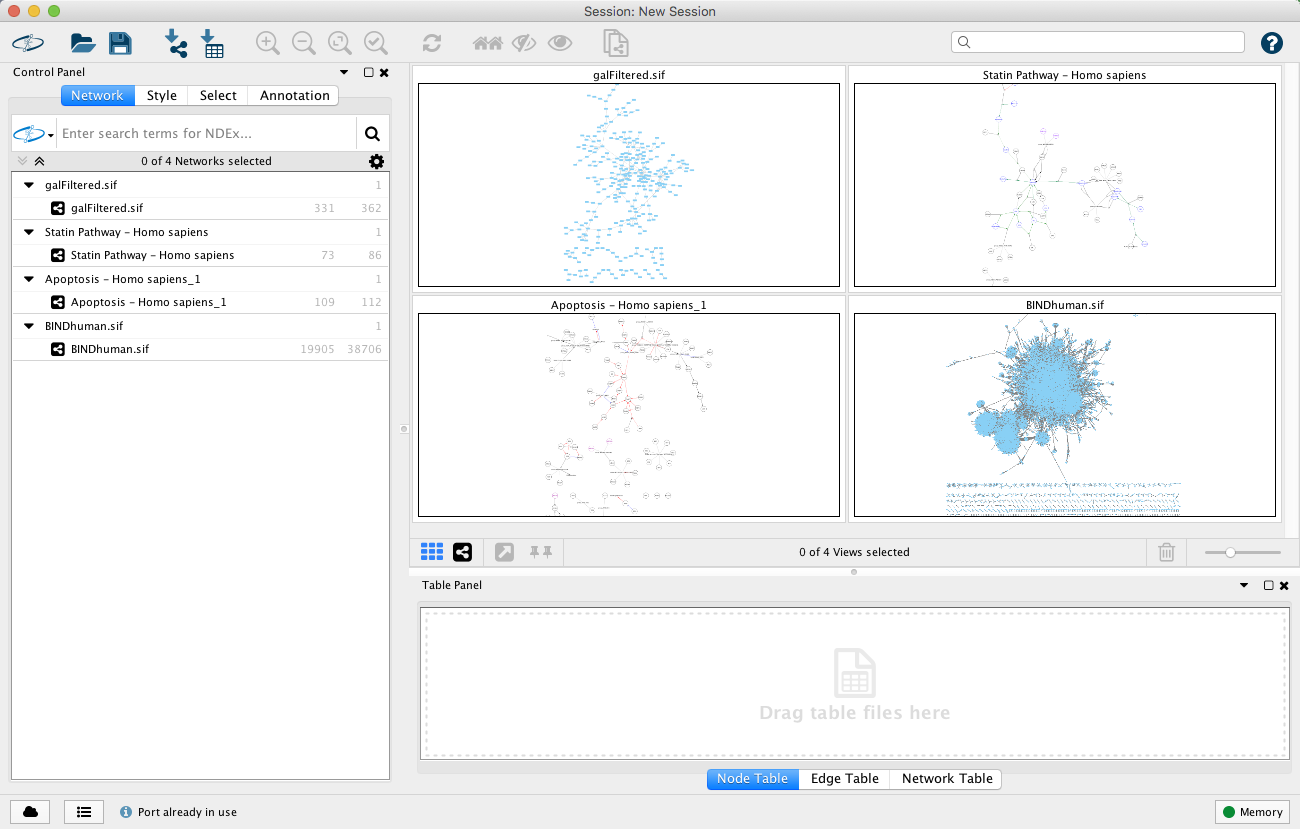 Session: New Session
?
Control Panel
Network Style Select Annotation
Enter search terms for NDEx...
0 of 4 Networks selected
galFiltered.sif 1
galFiltered.sif 331 362
Statin Pathway – Homo sapiens 1
Statin Pathway – Homo sapiens 73 86
Apoptosis – Homo sapiens_1 1
Apoptosis – Homo sapiens_1 109 112
BINDhuman.sif 1
BINDhuman.sif 19905 38706
galFiltered.sif
Statin Pathway – Homo sapiens
Apoptosis – Homo sapiens_1
BINDhuman.sif
0 of 4 Views selected
Table Panel
Drag table files here
Node Table Edge Table Network Table
Port already in use
Memory